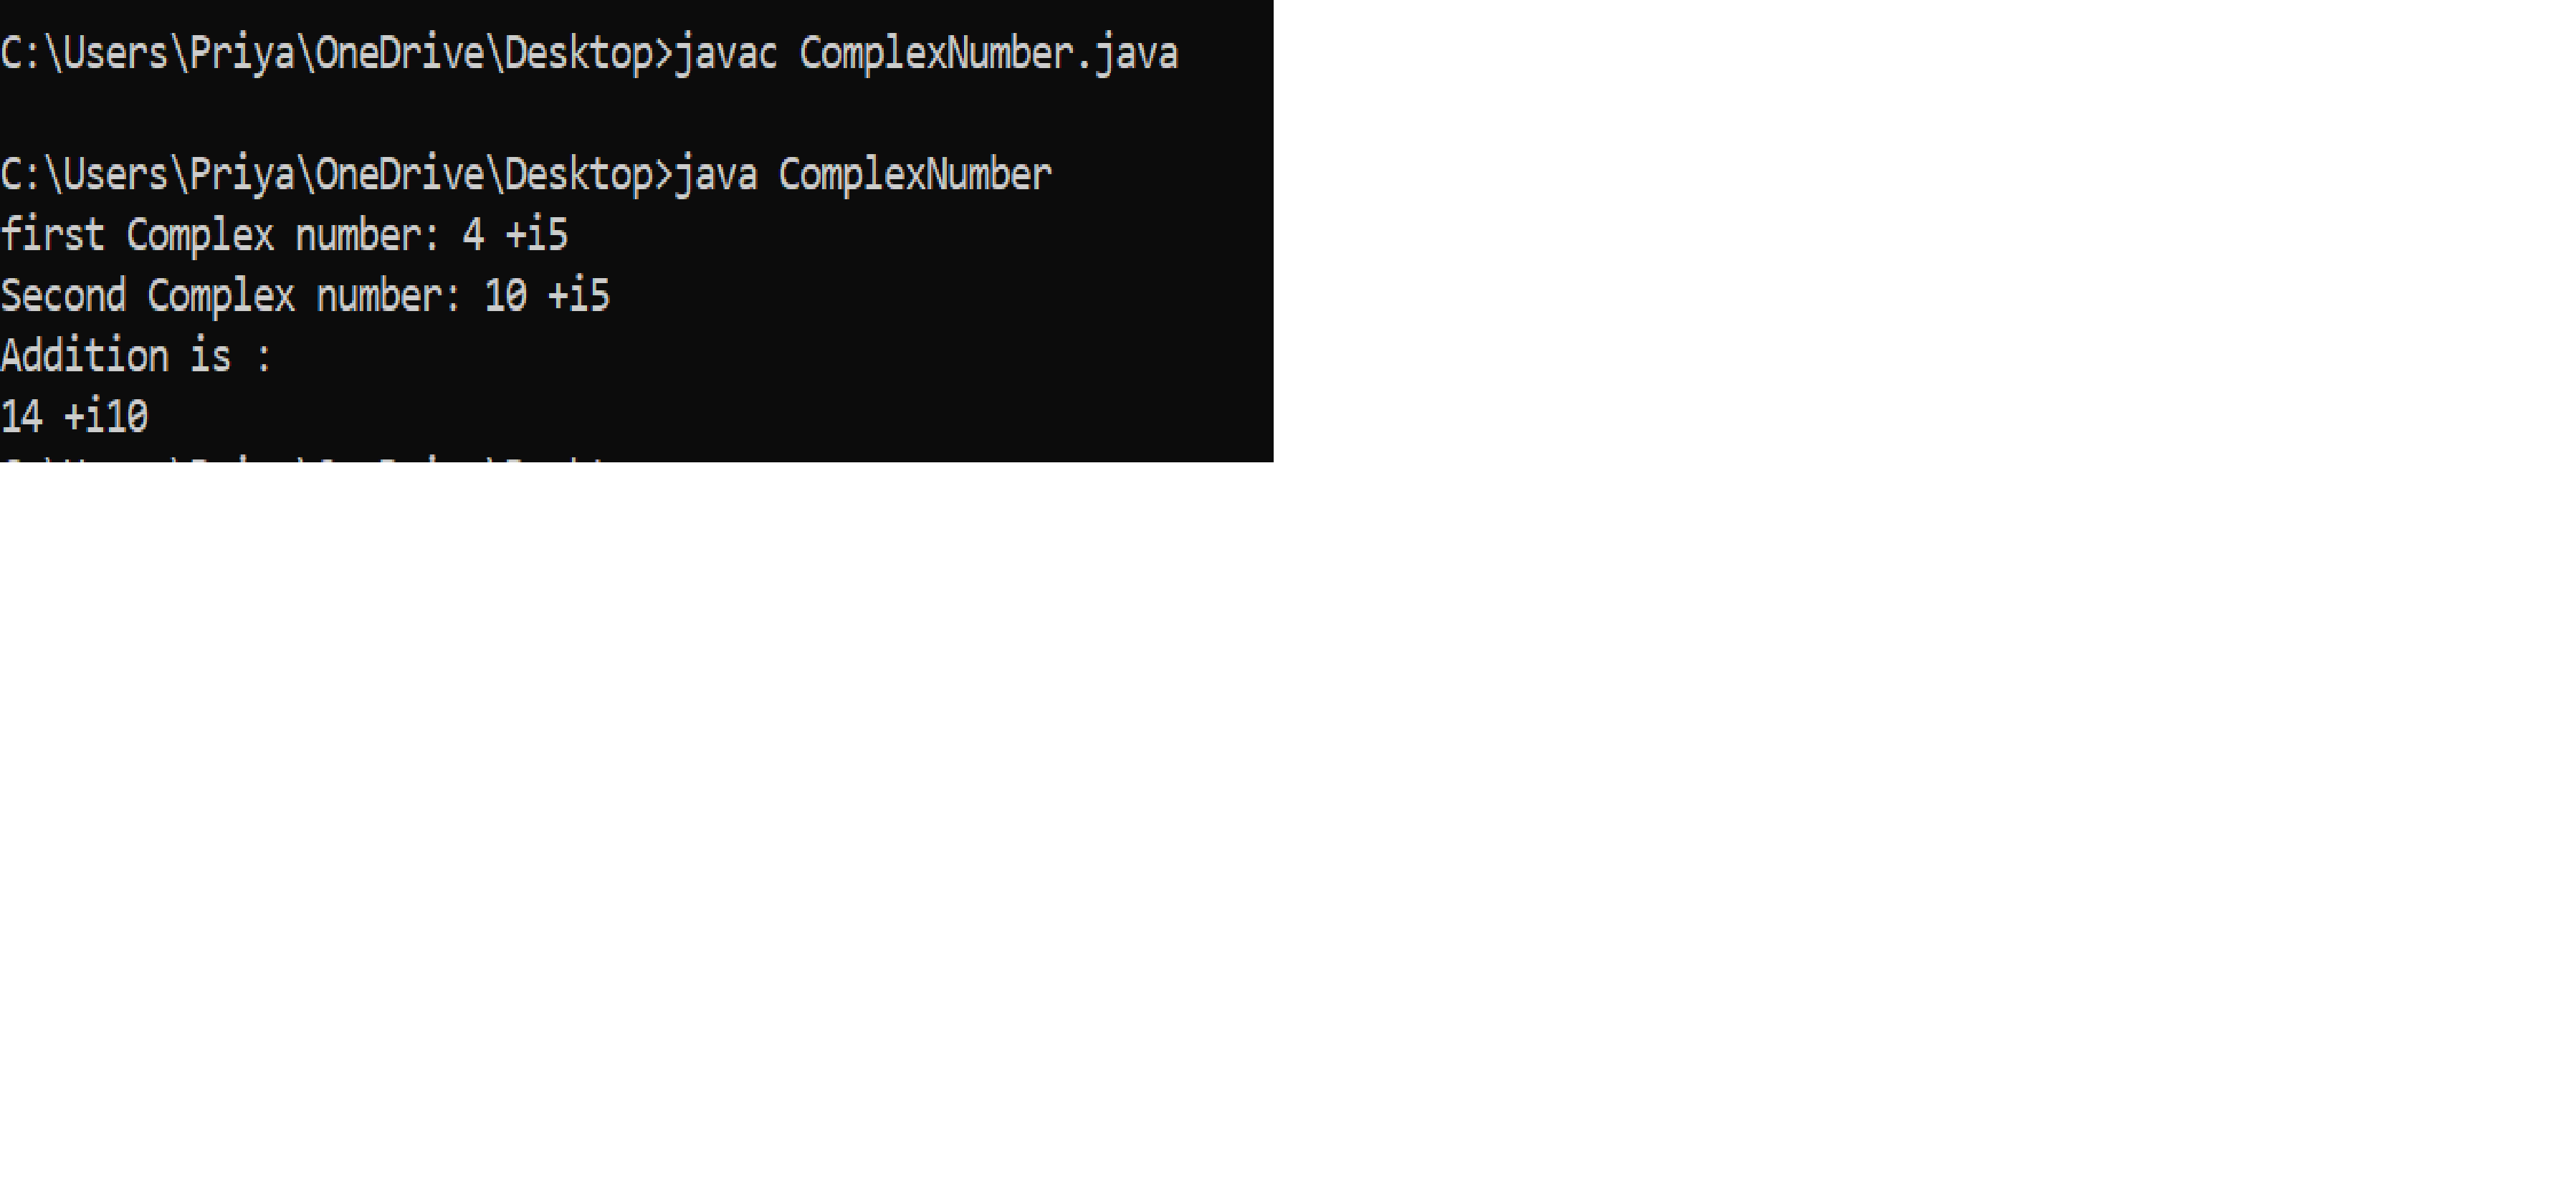 C:\Users\Priya\OneDrive\Desktop>javac ComplexNumber.java
C:\Users\Priya\OneDrive\Desktop>java ComplexNumber
first Complex number: 4 +i5
Second Complex number: 10 +i5
Addition is :
14 +i10